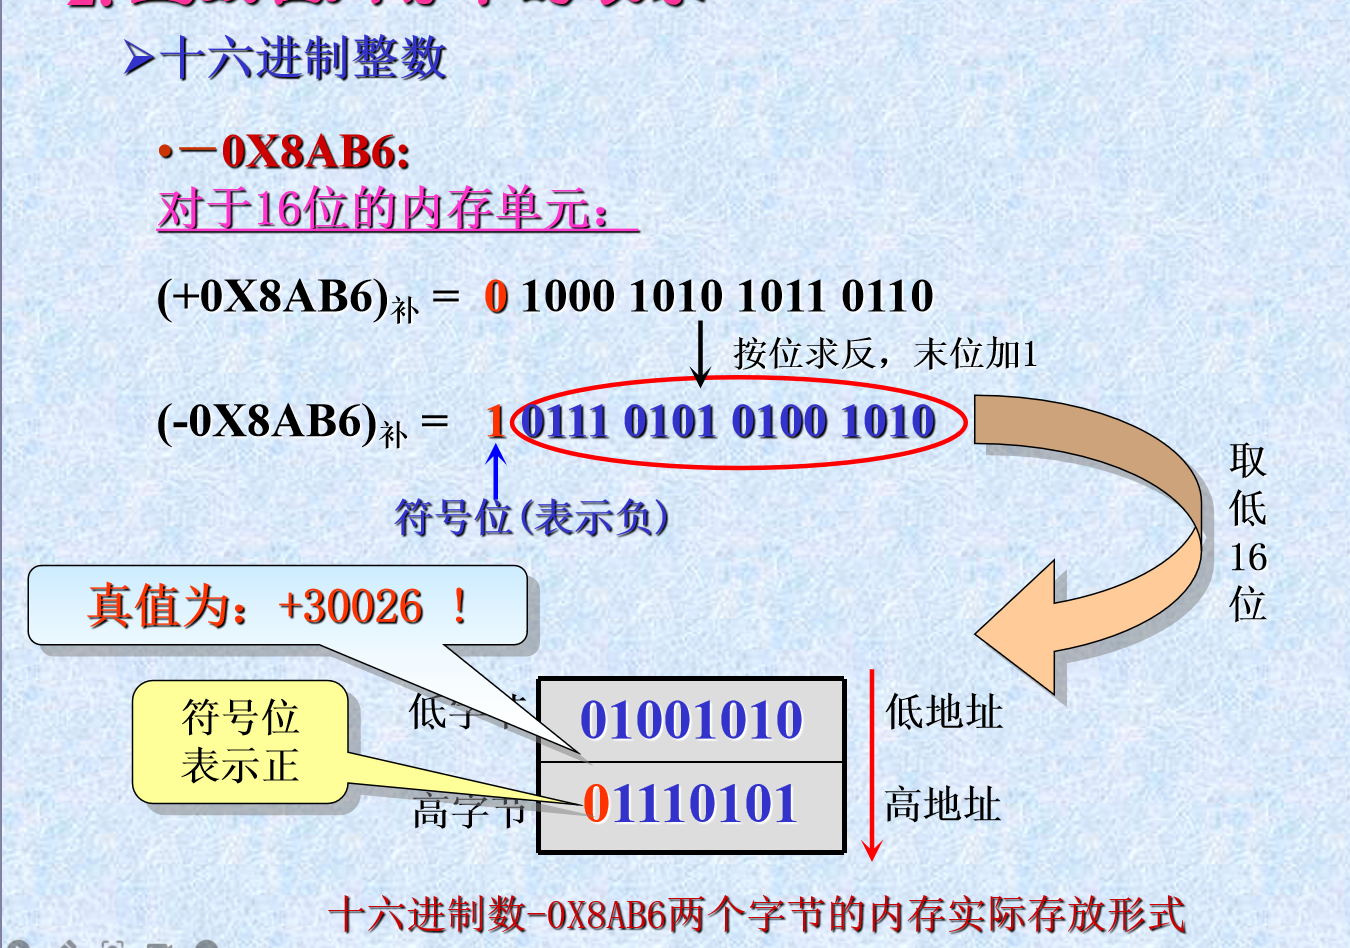 ➢十六进制整数
•－0X8AB6:
对于16位的内存单元：
(+0X8AB6)补 = 0 1000 1010 1011 0110
按位求反，末位加1
(-0X8AB6)补 = 1 0111 0101 0100 1010
取
低
16
位
符号位(表示负)
真值为：+30026 ！
低字节 01001010 低地址
符号位
表示正
高字节 01110101 高地址
十六进制数-0X8AB6两个字节的内存实际存放形式